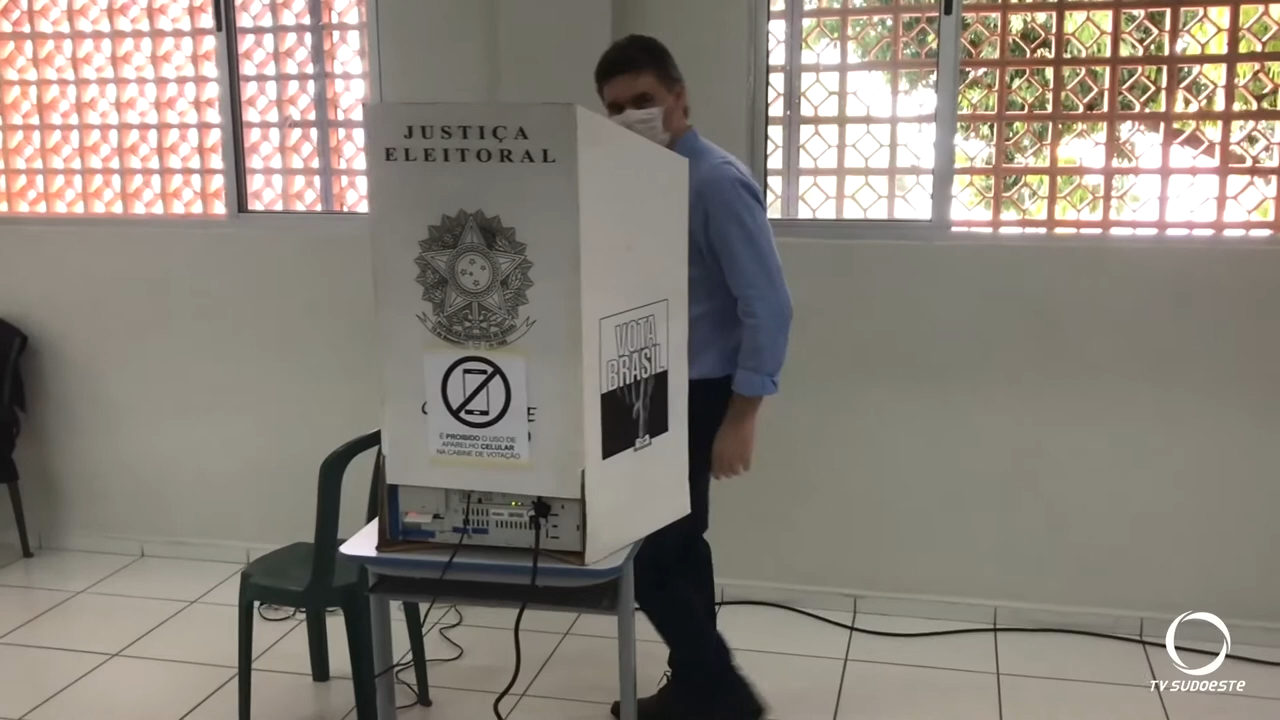 JUSTIÇA
ELEITORAL
VOTA
BRASIL
É PROIBIDO O USO DE
APARELHO CELULAR
NA CABINE DE VOTAÇÃO
TV SUDOESTE